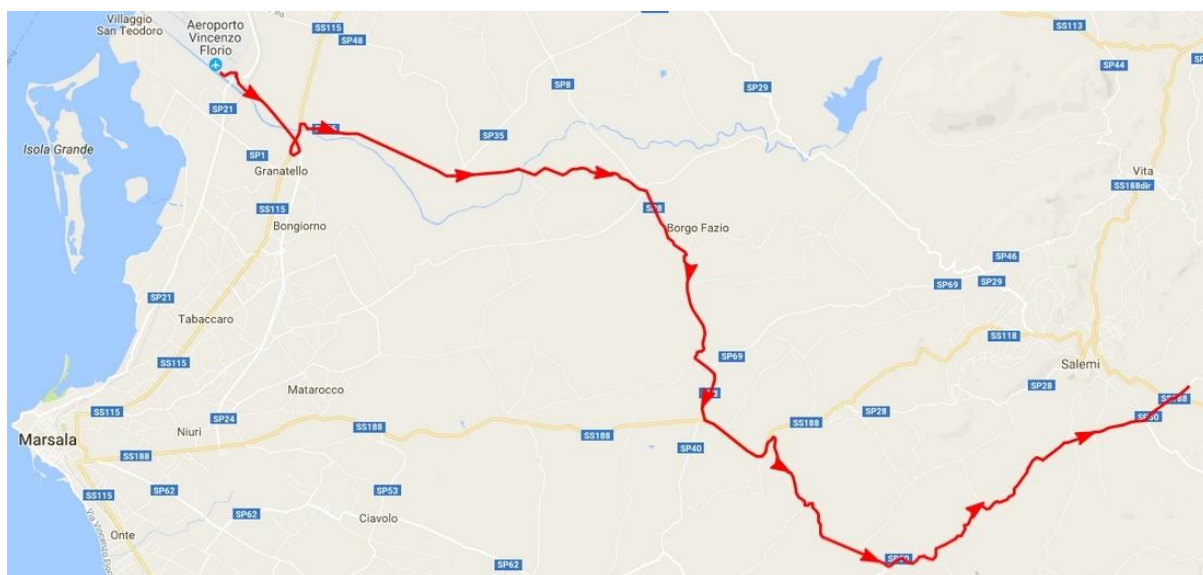 Villaggio
San Teodoro
Aeroporto
Vincenzo
Florio
SS115
SP48
SS113
SP44
SP8
SP29
SP21
SP35
Isola Grande
SP1
Granatello
Vita
SS188dir
SS115
Bongiorno
SP8
Borgo Fazio
SP46
SP69
SP29
SP21
Tabaccaro
SS118
SS115
SP69
Salemi
Matarocco
SP28
SP28
SS188
SS115
SP24
SS188
SS188
SS188
Marsala
Niuri
SP40
SS188
SP62
SP53
SP62
Ciavolo
Onte
SP62